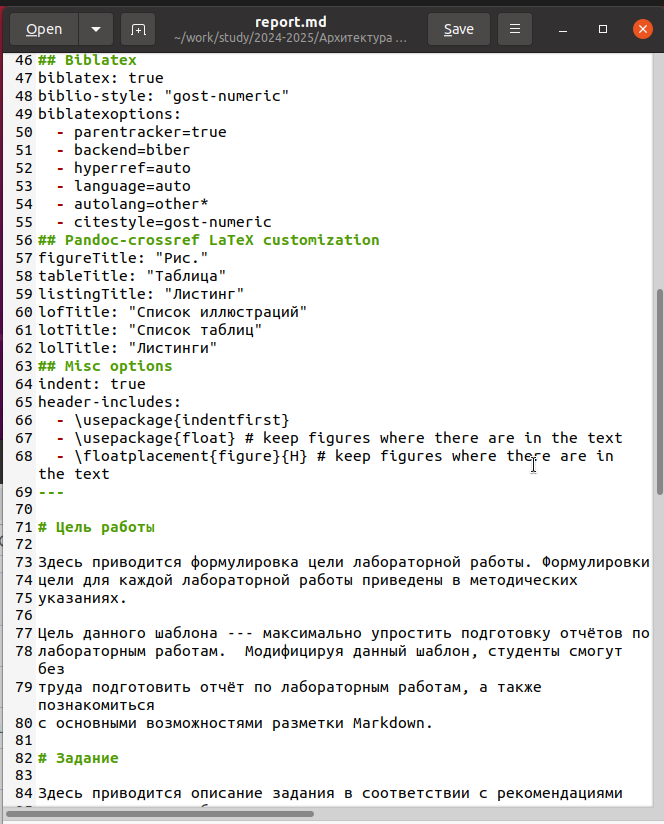 Open
report.md
~/work/study/2024-2025/Архитектура ...
Save
46 ## Biblatex
47 biblatex: true
48 biblio-style: "gost-numeric"
49 biblatexoptions:
50   - parentracker=true
51   - backend=biber
52   - hyperref=auto
53   - language=auto
54   - autolang=other*
55   - citestyle=gost-numeric
56 ## Pandoc-crossref LaTeX customization
57 figureTitle: "Рис."
58 tableTitle: "Таблица"
59 listingTitle: "Листинг"
60 lofTitle: "Список иллюстраций"
61 lotTitle: "Список таблиц"
62 lolTitle: "Листинги"
63 ## Misc options
64 indent: true
65 header-includes:
66   - \usepackage{indentfirst}
67   - \usepackage{float} # keep figures where there are in the text
68   - \floatplacement{figure}{H} # keep figures where there are in
the text
69 ---
70
71 # Цель работы
72
73 Здесь приводится формулировка цели лабораторной работы. Формулировки
74 цели для каждой лабораторной работы приведены в методических
75 указаниях.
76
77 Цель данного шаблона --- максимально упростить подготовку отчётов по
78 лабораторным работам.  Модифицируя данный шаблон, студенты смогут
без
79 труда подготовить отчёт по лабораторным работам, а также
познакомиться
80 с основными возможностями разметки Markdown.
81
82 # Задание
83
84 Здесь приводится описание задания в соответствии с рекомендациями